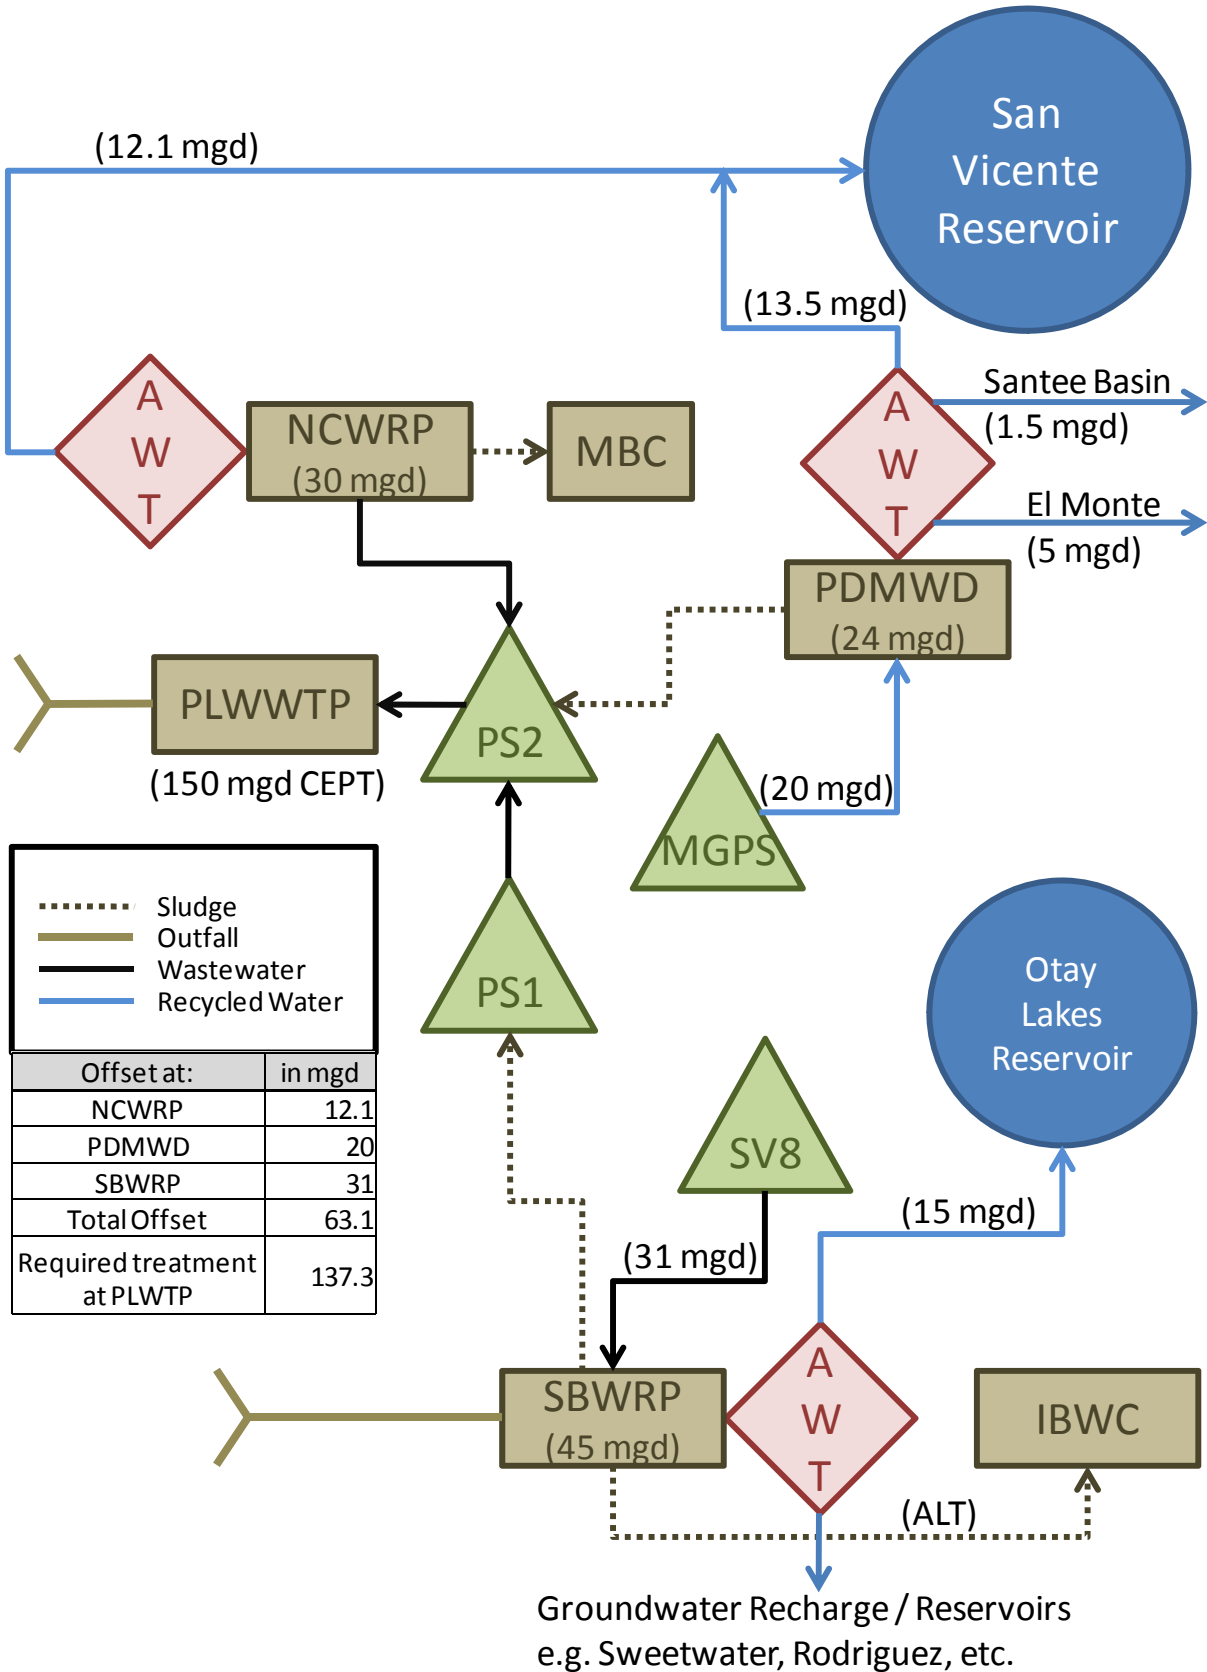 (12.1 mgd)
San
Vicente
Reservoir
(13.5 mgd)
A
W
T
NCWRP
(30 mgd)
MBC
A
W
T
Santee Basin
(1.5 mgd)
El Monte
(5 mgd)
PDMWD
(24 mgd)
PLWWTP
(150 mgd CEPT)
PS2
(20 mgd)
MGPS
Sludge
Outfall
Wastewater
Recycled Water
PS1
Otay
Lakes
Reservoir
Offset at: in mgd
NCWRP 12.1
PDMWD 20
SBWRP 31
Total Offset 63.1
Required treatment
at PLWTP 137.3
SV8
(15 mgd)
(31 mgd)
SBWRP
(45 mgd)
A
W
T
IBWC
(ALT)
Groundwater Recharge / Reservoirs
e.g. Sweetwater, Rodriguez, etc.